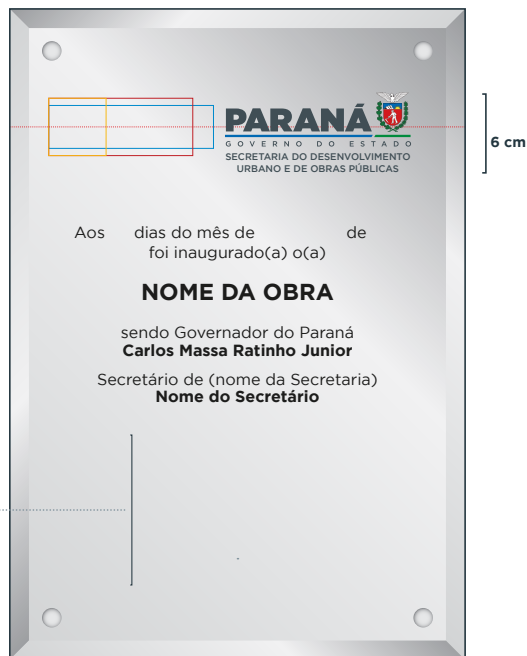 PARANÁ
GOVERNO DO ESTADO
SECRETARIA DO DESENVOLVIMENTO
URBANO E DE OBRAS PÚBLICAS
6 cm
Aos dias do mês de de
foi inaugurado(a) o(a)
NOME DA OBRA
sendo Governador do Paraná
Carlos Massa Ratinho Junior
Secretário de (nome da Secretaria)
Nome do Secretário